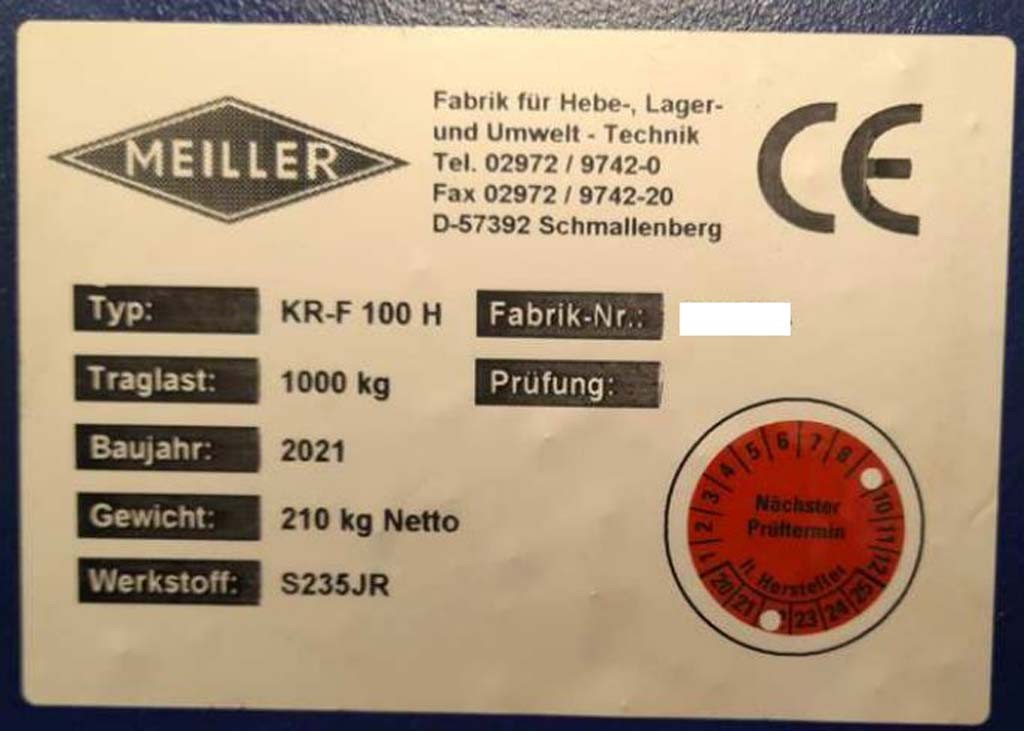 MEILLER
Fabrik für Hebe-, Lager-
und Umwelt - Technik
Tel. 02972 / 9742-0
Fax 02972 / 9742-20
D-57392 Schmallenberg
CE
Typ: KR-F 100 H Fabrik-Nr.:
Traglast: 1000 kg Prüfung:
Baujahr: 2021
Gewicht: 210 kg Netto
Werkstoff: S235JR
1 2 3 4 5 6 7 8 10 11 12
Nächster
Prüftermin
lt. Hersteller
20 21 23 24 25